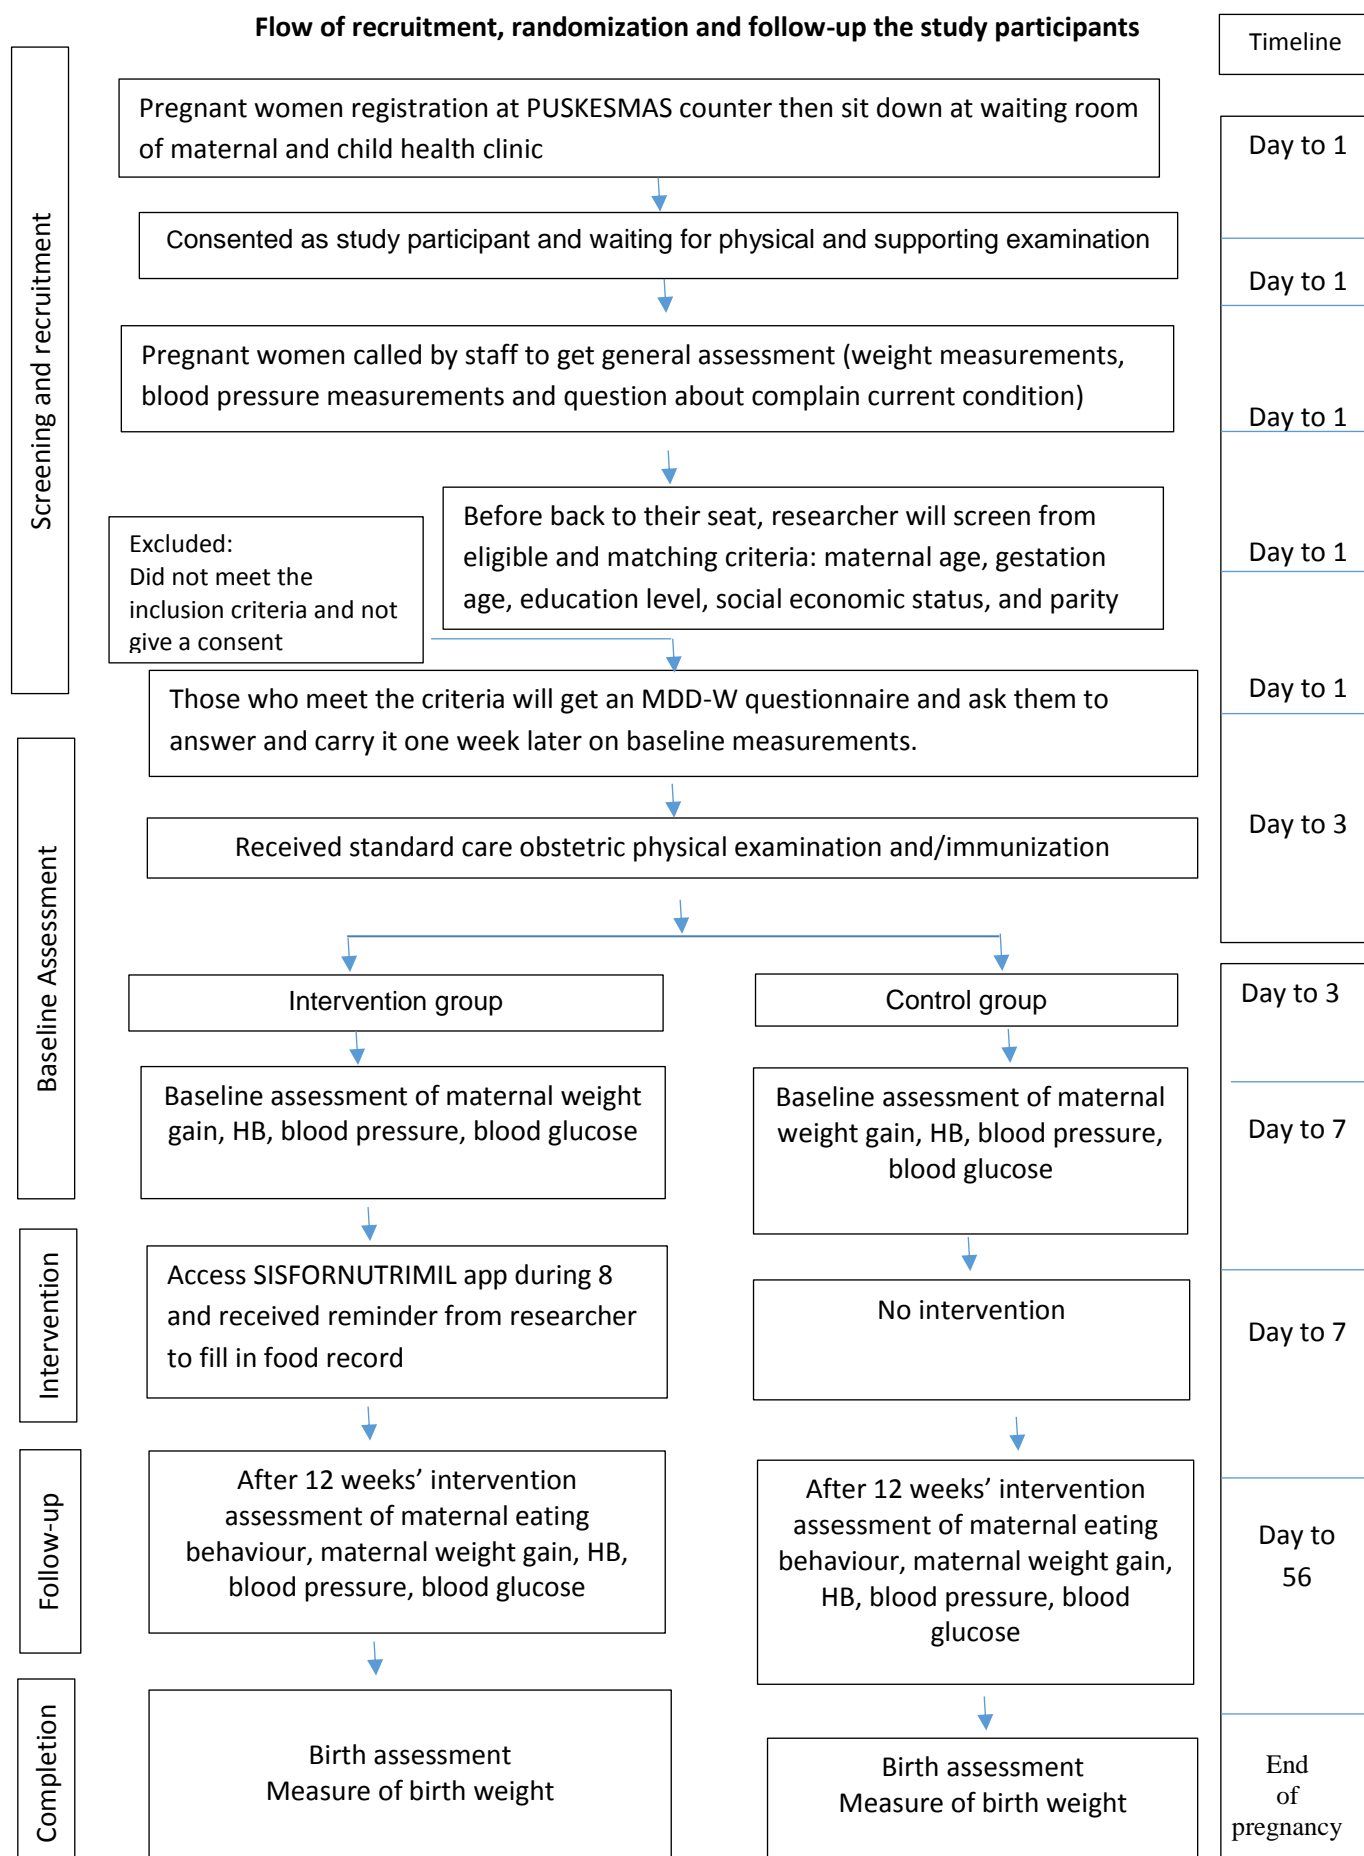 Flow of recruitment, randomization and follow-up the study participants
Timeline
Screening and recruitment
Pregnant women registration at PUSKESMAS counter then sit down at waiting room
of maternal and child health clinic
Day to 1
Consented as study participant and waiting for physical and supporting examination
Day to 1
Pregnant women called by staff to get general assessment (weight measurements,
blood pressure measurements and question about complain current condition)
Day to 1
Before back to their seat, researcher will screen from
eligible and matching criteria: maternal age, gestation
age, education level, social economic status, and parity
Day to 1
Excluded:
Did not meet the
inclusion criteria and not
give a consent
Those who meet the criteria will get an MDD-W questionnaire and ask them to
answer and carry it one week later on baseline measurements.
Day to 1
Baseline Assessment
Received standard care obstetric physical examination and/immunization
Day to 3
Intervention group
Control group
Day to 3
Baseline assessment of maternal weight
gain, HB, blood pressure, blood glucose
Baseline assessment of maternal
weight gain, HB, blood pressure,
blood glucose
Day to 7
Intervention
Access SISFORNUTRIMIL app during 8
and received reminder from researcher
to fill in food record
No intervention
Day to 7
Follow-up
After 12 weeks’ intervention
assessment of maternal eating
behaviour, maternal weight gain, HB,
blood pressure, blood glucose
After 12 weeks’ intervention
assessment of maternal eating
behaviour, maternal weight gain,
HB, blood pressure, blood
glucose
Day to
56
Completion
Birth assessment
Measure of birth weight
Birth assessment
Measure of birth weight
End
of
pregnancy